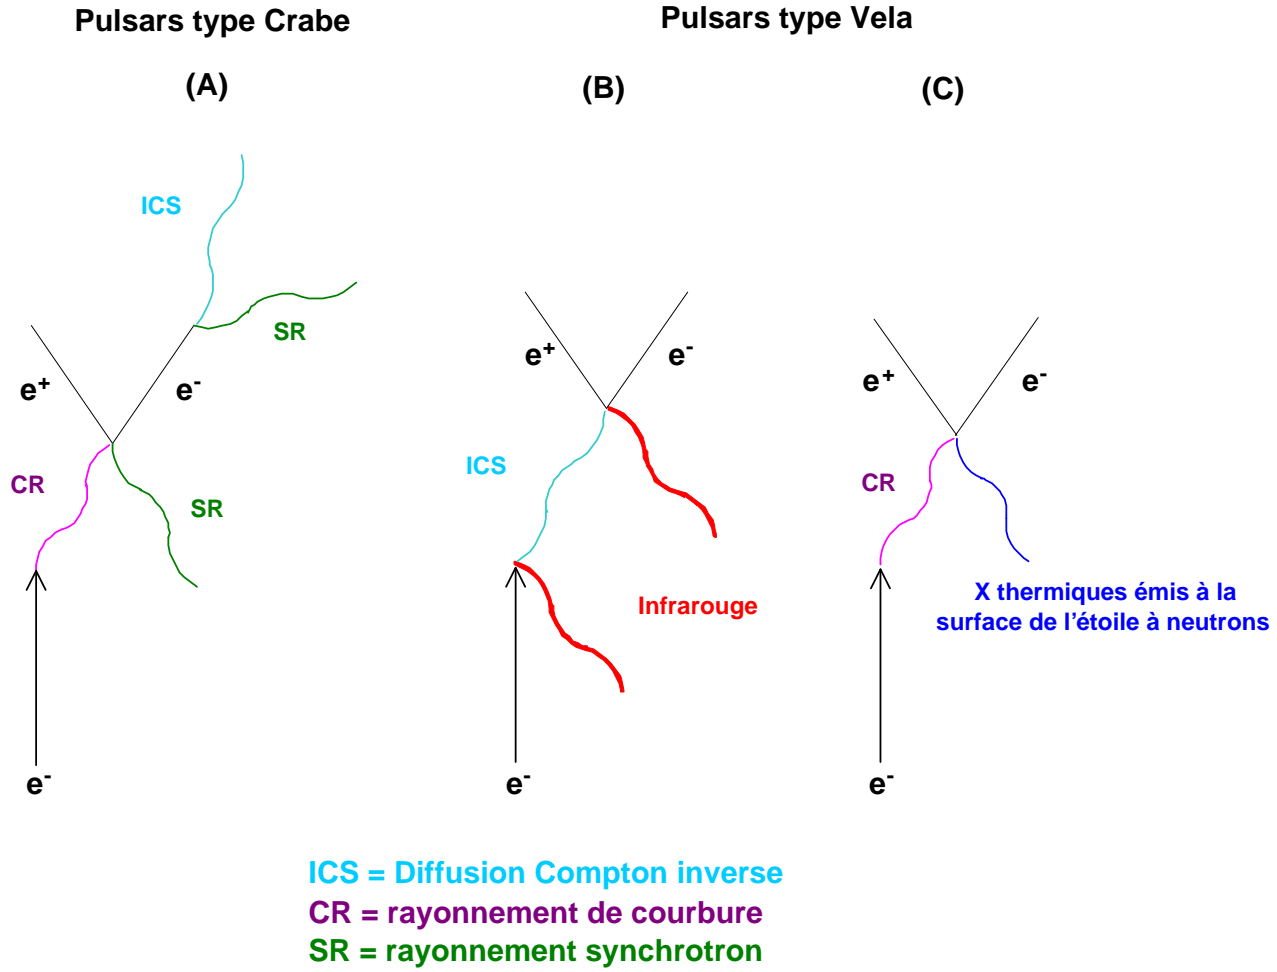 Pulsars type Crabe
Pulsars type Vela
(A)
(B)
(C)
ICS
SR
e+
e-
CR
SR
e-
e+
e-
ICS
Infrarouge
e-
e+
e-
CR
X thermiques émis à la
surface de l'étoile à neutrons
e-
ICS = Diffusion Compton inverse
CR = rayonnement de courbure
SR = rayonnement synchrotron